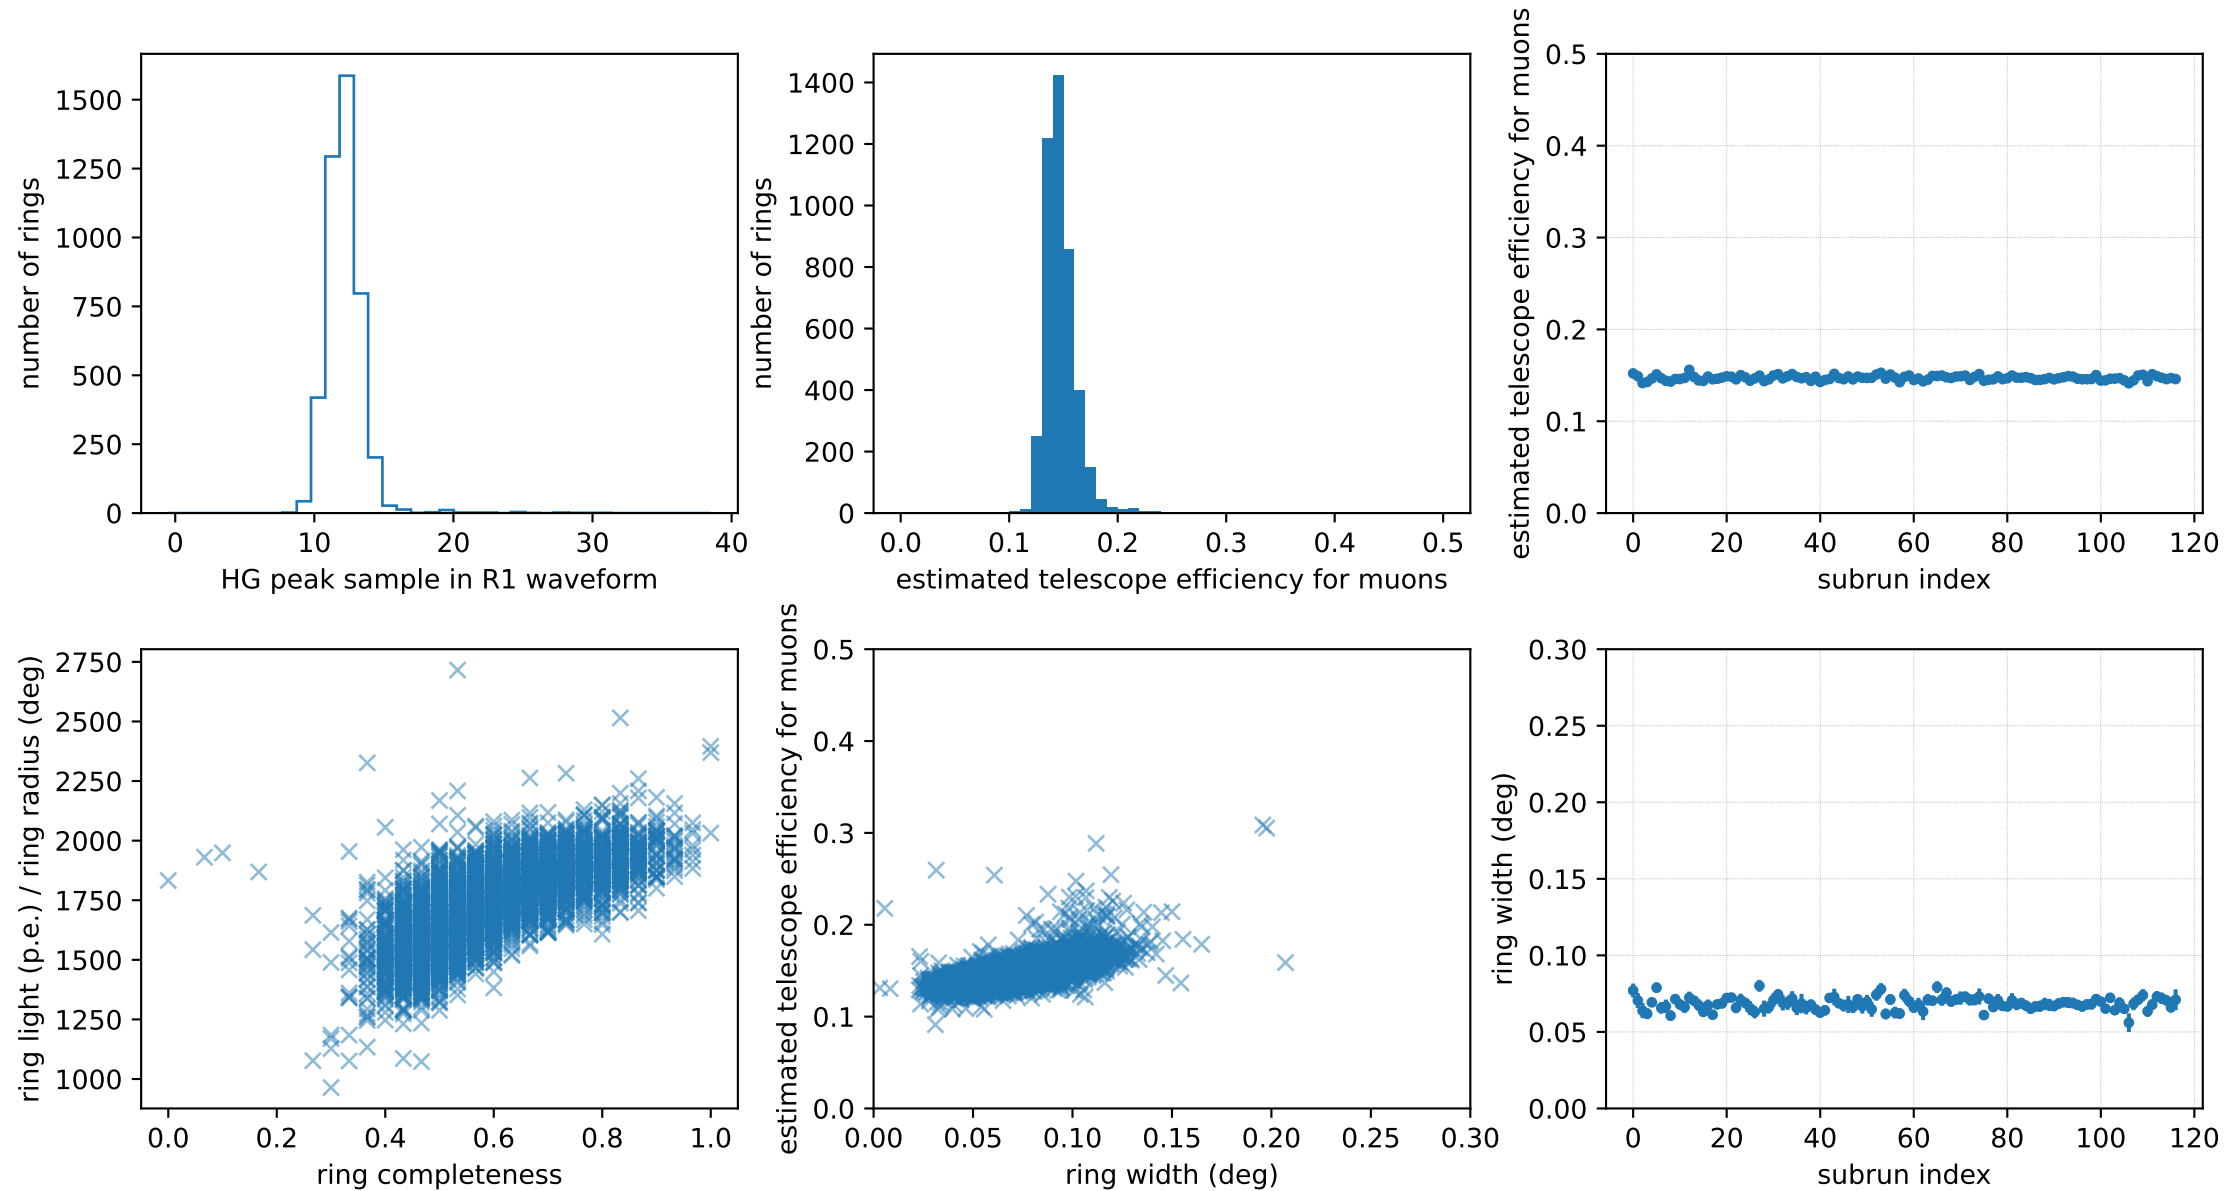 number of rings
1500
1250
1000
750
500
250
0
0 10 20 30 40
HG peak sample in R1 waveform
number of rings
1400
1200
1000
800
600
400
200
0
0.0 0.1 0.2 0.3 0.4 0.5
estimated telescope efficiency for muons
estimated telescope efficiency for muons
0.5
0.4
0.3
0.2
0.1
0.0
0 20 40 60 80 100 120
subrun index
ring light (p.e.) / ring radius (deg)
2750
2500
2250
2000
1750
1500
1250
1000
0.0 0.2 0.4 0.6 0.8 1.0
ring completeness
estimated telescope efficiency for muons
0.5
0.4
0.3
0.2
0.1
0.0
0.00 0.05 0.10 0.15 0.20 0.25 0.30
ring width (deg)
ring width (deg)
0.30
0.25
0.20
0.15
0.10
0.05
0.00
0 20 40 60 80 100 120
subrun index